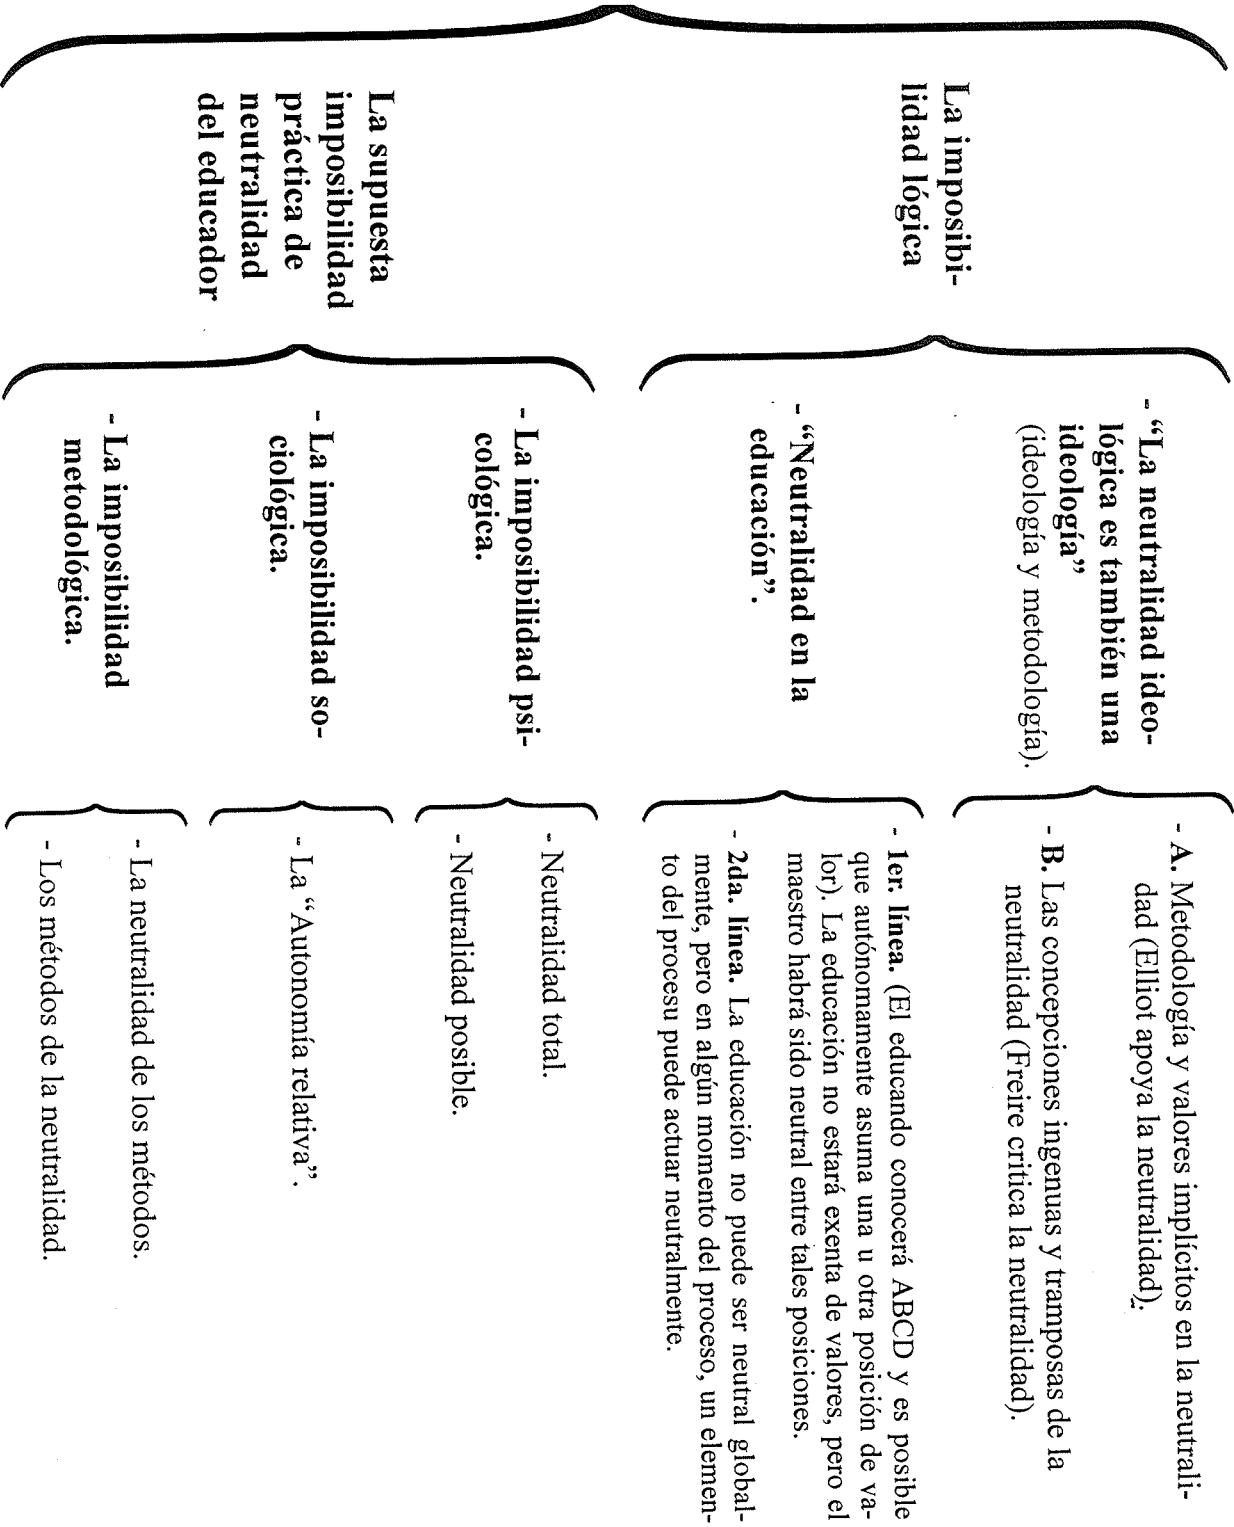 La imposibi-
lidad lógica
- “La neutralidad ideo-
lógica es también una
ideología”
(ideología y metodología).
- A. Metodología y valores implícitos en la neutrali-
dad (Elliot apoya la neutralidad).
- B. Las concepciones ingenuas y tramposas de la
neutralidad (Freire critica la neutralidad).
- “Neutralidad en la
educación”.
- 1er. línea. (El educando conocerá ABCD y es posible
que autónomamente asuma una u otra posición de va-
lor). La educación no estará exenta de valores, pero el
maestro habrá sido neutral entre tales posiciones.
- 2da. línea. La educación no puede ser neutral global-
mente, pero en algún momento del proceso, un elemen-
to del procesu puede actuar neutralmente.
La supuesta
imposibilidad
práctica de
neutralidad
del educador
- La imposibilidad psi-
cológica.
- Neutralidad total.
- Neutralidad posible.
- La imposibilidad so-
ciológica.
- La “Autonomía relativa”.
- La imposibilidad
metodológica.
- La neutralidad de los métodos.
- Los métodos de la neutralidad.